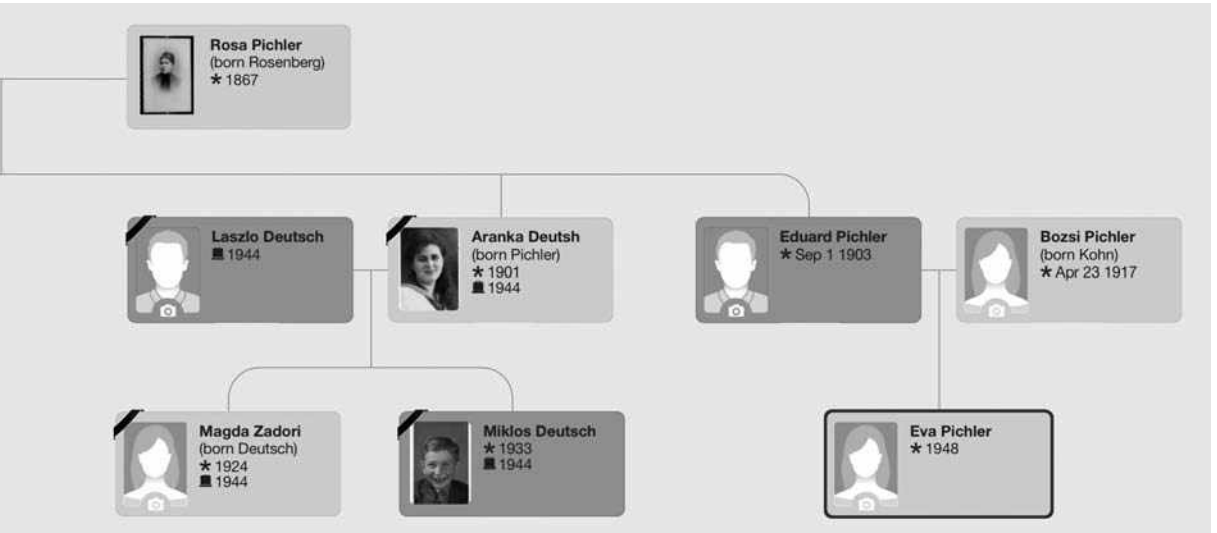 Rosa Pichler
(born Rosenberg)
* 1867
Laszlo Deutsch
1944
Aranka Deutsh
(born Pichler)
* 1901
1944
Eduard Pichler
* Sep 1 1903
Bozsi Pichler
(born Kohn)
* Apr 23 1917
Magda Zadori
(born Deutsch)
* 1924
1944
Miklos Deutsch
* 1933
1944
Eva Pichler
* 1948